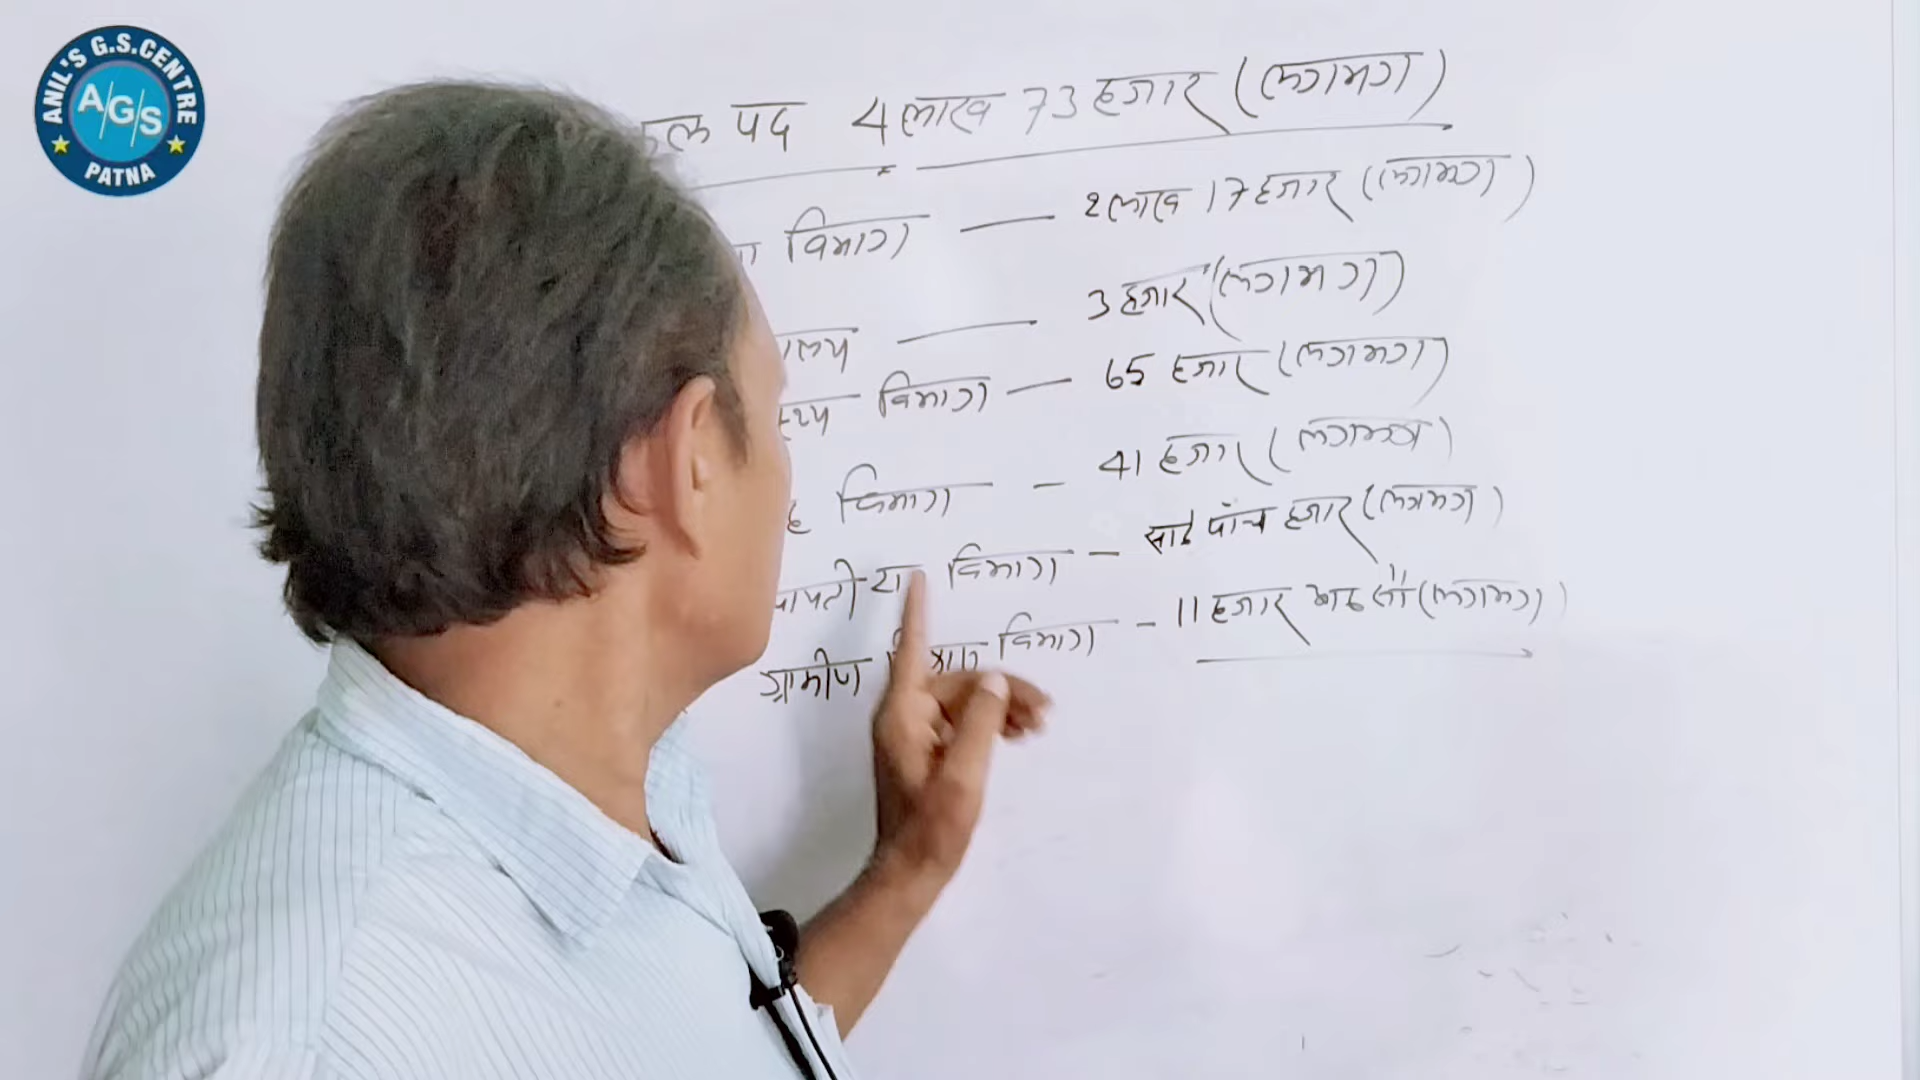 ANIL'S G.S.CENTRE
A/G/S
PATNA
पद 4 लाख 73 हजार (लगभग)
विभाग — 2 लाख 17 हजार (लगभग)
— 3 हजार (लगभग)
विभाग — 65 हजार (लगभग)
विभाग - 41 हजार (लगभग)
विभाग - साढे पाँच हजार (लगभग)
ग्रामीण विभाग - 11 हजार आठ सौ (लगभग)